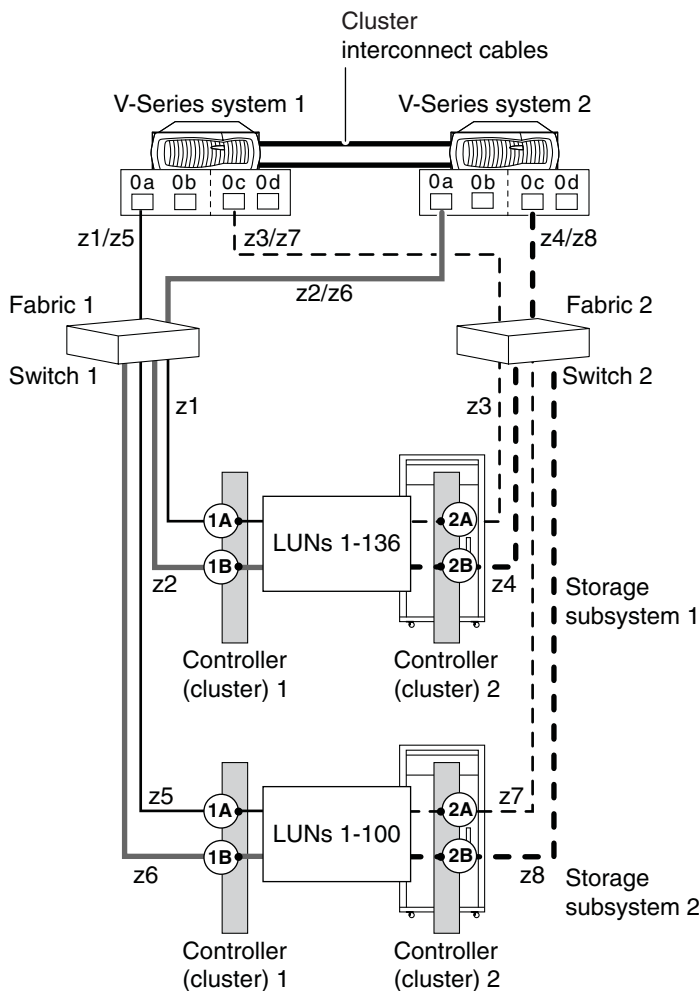 Cluster
interconnect cables
V-Series system 1
V-Series system 2
0a 0b 0c 0d
0a 0b 0c 0d
z1/z5
z3/z7
z4/z8
z2/z6
Fabric 1
Fabric 2
Switch 1
Switch 2
z1
z3
1A
LUNs 1-136
2A
1B
2B
z2
z4
Storage
subsystem 1
Controller
(cluster) 1
Controller
(cluster) 2
z5
z7
1A
LUNs 1-100
2A
1B
2B
z6
z8
Storage
subsystem 2
Controller
(cluster) 1
Controller
(cluster) 2